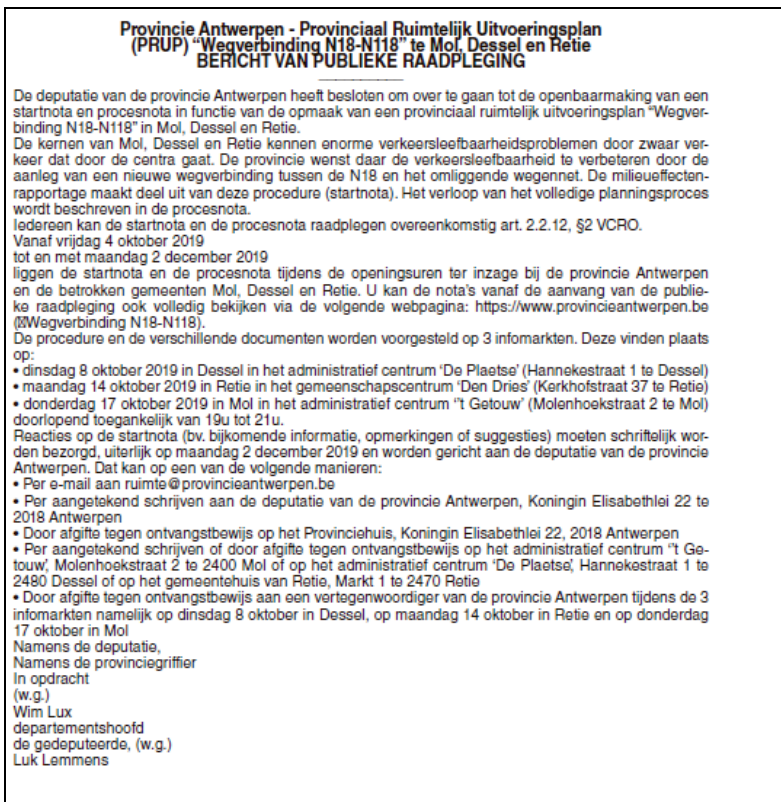 Provincie Antwerpen - Provinciaal Ruimtelijk Uitvoeringsplan
(PRUP) “Wegverbinding N18-N118” te Mol, Dessel en Retie
BERICHT VAN PUBLIEKE RAADPLEGING
De deputatie van de provincie Antwerpen heeft besloten om over te gaan tot de openbaarmaking van een
startnota en procesnota in functie van de opmaak van een provinciaal ruimtelijk uitvoeringsplan “Wegver-
binding N18-N118” in Mol, Dessel en Retie.
De kernen van Mol, Dessel en Retie kennen enorme verkeersleefbaarheidsproblemen door zwaar ver-
keer dat door de centra gaat. De provincie wenst daar de verkeersleefbaarheid te verbeteren door de
aanleg van een nieuwe wegverbinding tussen de N18 en het omliggende wegennet. De milieueffecten-
rapportage maakt deel uit van deze procedure (startnota). Het verloop van het volledige planningsproces
wordt beschreven in de procesnota.
Iedereen kan de startnota en de procesnota raadplegen overeenkomstig art. 2.2.12, §2 VCRO.
Vanaf vrijdag 4 oktober 2019
tot en met maandag 2 december 2019
liggen de startnota en de procesnota tijdens de openingsuren ter inzage bij de provincie Antwerpen
en de betrokken gemeenten Mol, Dessel en Retie. U kan de nota’s vanaf de aanvang van de publie-
ke raadpleging ook volledig bekijken via de volgende webpagina: https://www.provincieantwerpen.be
(Wegverbinding N18-N118).
De procedure en de verschillende documenten worden voorgesteld op 3 infomarkten. Deze vinden plaats
op:
• dinsdag 8 oktober 2019 in Dessel in het administratief centrum ‘De Plaetse’ (Hannekestraat 1 te Dessel)
• maandag 14 oktober 2019 in Retie in het gemeenschapscentrum ‘Den Dries’ (Kerkhofstraat 37 te Retie)
• donderdag 17 oktober 2019 in Mol in het administratief centrum ‘’t Getouw’ (Molenhoekstraat 2 te Mol)
doorlopend toegankelijk van 19u tot 21u.
Reacties op de startnota (bv. bijkomende informatie, opmerkingen of suggesties) moeten schriftelijk wor-
den bezorgd, uiterlijk op maandag 2 december 2019 en worden gericht aan de deputatie van de provincie
Antwerpen. Dat kan op een van de volgende manieren:
• Per e-mail aan ruimte@provincieantwerpen.be
• Per aangetekend schrijven aan de deputatie van de provincie Antwerpen, Koningin Elisabethlei 22 te
2018 Antwerpen
• Door afgifte tegen ontvangstbewijs op het Provinciehuis, Koningin Elisabethlei 22, 2018 Antwerpen
• Per aangetekend schrijven of door afgifte tegen ontvangstbewijs op het administratief centrum ‘’t Ge-
touw’, Molenhoekstraat 2 te 2400 Mol of op het administratief centrum ‘De Plaetse’, Hannekestraat 1 te
2480 Dessel of op het gemeentehuis van Retie, Markt 1 te 2470 Retie
• Door afgifte tegen ontvangstbewijs aan een vertegenwoordiger van de provincie Antwerpen tijdens de 3
infomarkten namelijk op dinsdag 8 oktober in Dessel, op maandag 14 oktober in Retie en op donderdag
17 oktober in Mol
Namens de deputatie,
Namens de provinciegriffier
In opdracht
(w.g.)
Wim Lux
departementshoofd
de gedeputeerde, (w.g.)
Luk Lemmens